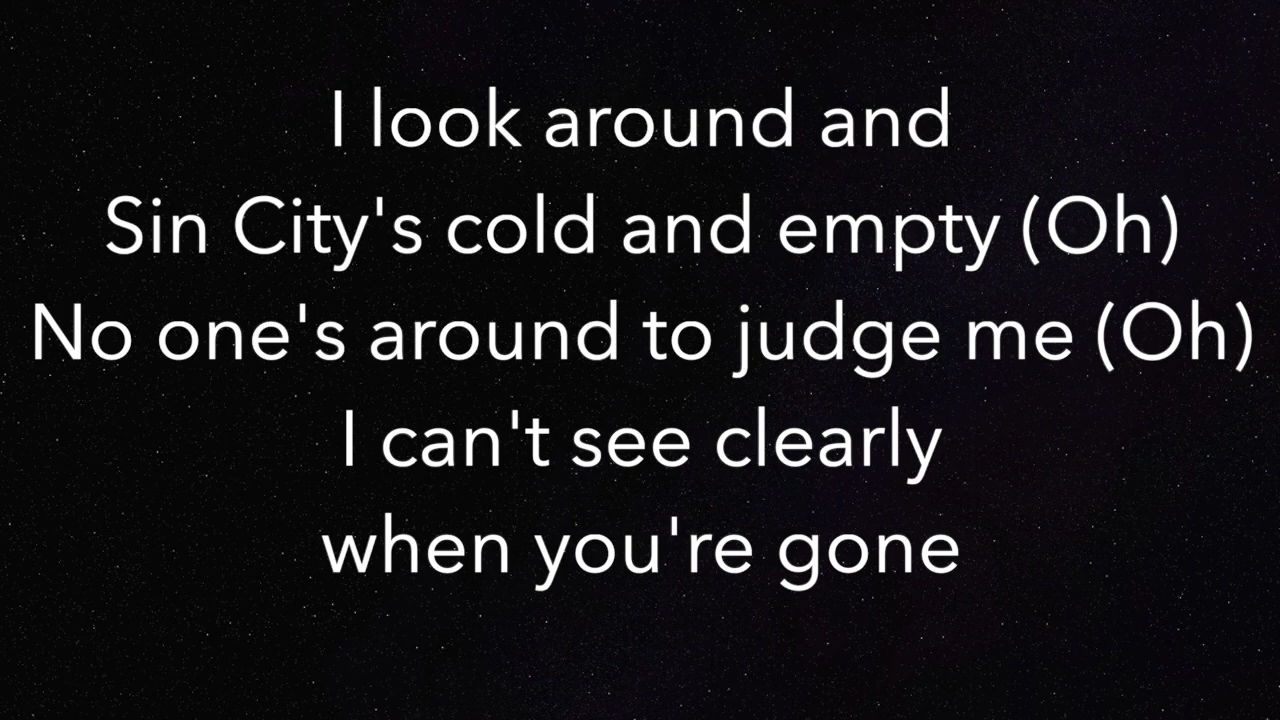 I look around and
Sin City's cold and empty (Oh)
No one's around to judge me (Oh)
I can't see clearly
when you're gone